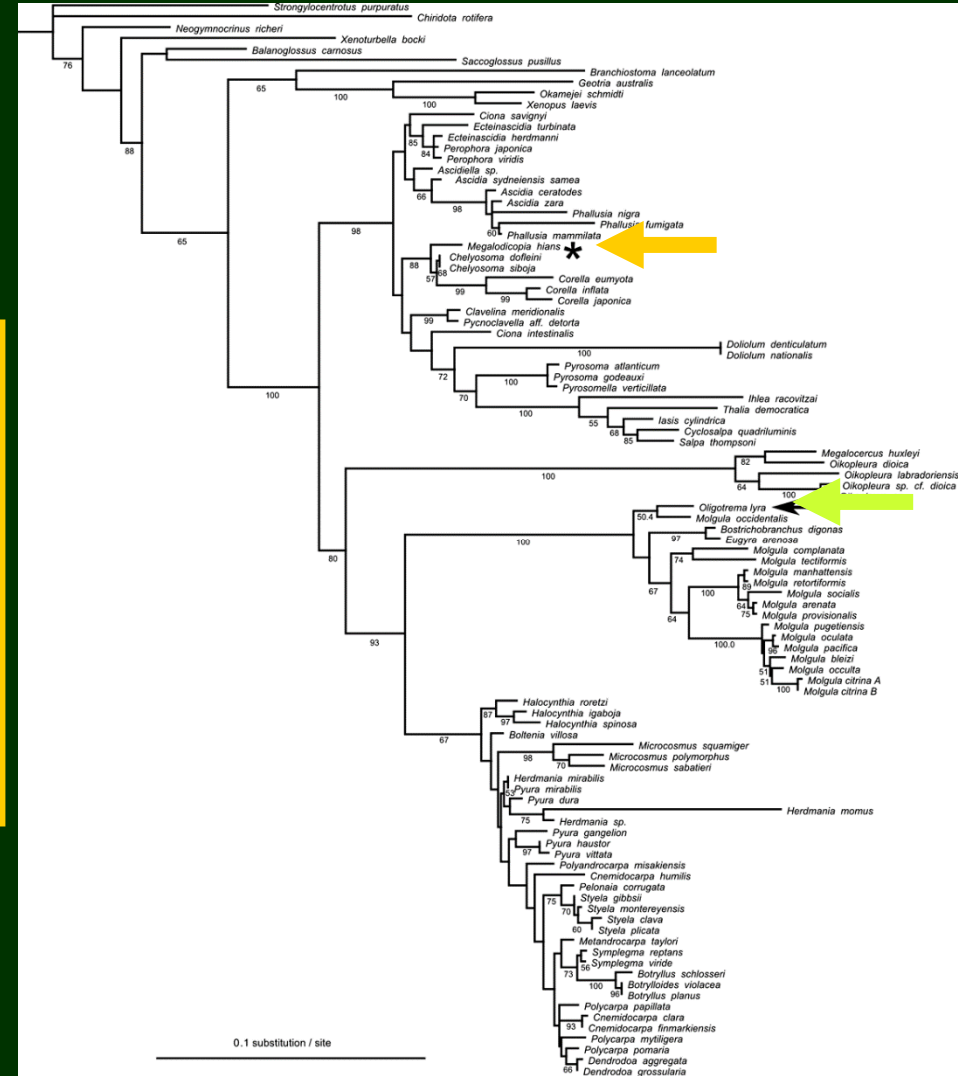 Strongylocentrotus purpuratus
Chiridota rotifera
Neogymnocrinus richeri
76
Xenoturbella bocki
Balanoglossus carnosus
Saccoglossus pusillus
88
Branchiostoma lanceolatum
65
Geotria australis
100
Okamejei schmidti
100
Xenopus laevis
65
Ciona savignyi
Ecteinascidia turbinata
85
Ecteinascidia herdmanni
84
Perophora japonica
Perophora viridis
Ascidiella sp.
66
Ascidia sydneiensis samea
98
Ascidia ceratodes
Ascidia zara
Phallusia nigra
60
Phallusia fumigata
Phallusia mammilata
98
Megalodicopia hians *
88
Chelyosoma dofleini
57
68
Chelyosoma siboja
99
Corella eumyota
99
Corella inflata
Corella japonica
99
Clavelina meridionalis
Pycnoclavella aff. detorta
Ciona intestinalis
72
100
Doliolum denticulatum
Doliolum nationalis
70
100
Pyrosoma atlanticum
Pyrosoma godeauxi
Pyrosomella verticillata
100
Ihlea racovitzai
55
Thalia democratica
68
Iasis cylindrica
85
Cyclosalpa quadriluminis
Salpa thompsoni
100
80
100
82
Megalocercus huxleyi
Oikopleura dioica
64
Oikopleura labradoriensis
100
Oikopleura sp. cf. dioica
93
100
50.4
Oligotrema lyra
Molgula occidentalis
97
Bostrichobranchus digonas
Eugyre arenose
67
74
Molgula complanata
Molgula tectiformis
64
100
89
Molgula manhattensis
Molgula retortiformis
64
Molgula socialis
75
Molgula arenata
Molgula provisionalis
100.0
Molgula pugetiensis
96
Molgula oculata
Molgula pacifica
51
Molgula bleizi
51
Molgula occulta
100
Molgula citrina A
Molgula citrina B
67
87
Halocynthia roretzi
97
Halocynthia igaboja
Halocynthia spinosa
Boltenia villosa
98
Microcosmus squamiger
70
Microcosmus polymorphus
Microcosmus sabatieri
53
Herdmania mirabilis
Pyura mirabilis
Pyura dura
75
Herdmania momus
Herdmania sp.
Pyura gangelion
97
Pyura haustor
Pyura vittata
Polyandrocarpa misakiensis
Cnemidocarpa humilis
75
Pelonaia corrugata
70
Styela gibbsii
Styela montereyensis
60
Styela clava
Styela plicata
Metandrocarpa taylori
73
56
Symplegma reptans
Symplegma viride
100
Botryllus schlosseri
96
Botrylloides violacea
Botryllus planus
Polycarpa papillata
93
Cnemidocarpa clara
Cnemidocarpa finmarkiensis
Polycarpa mytiligera
Polycarpa pomaria
66
Dendrodoa aggregata
Dendrodoa grossularia
0.1 substitution / site